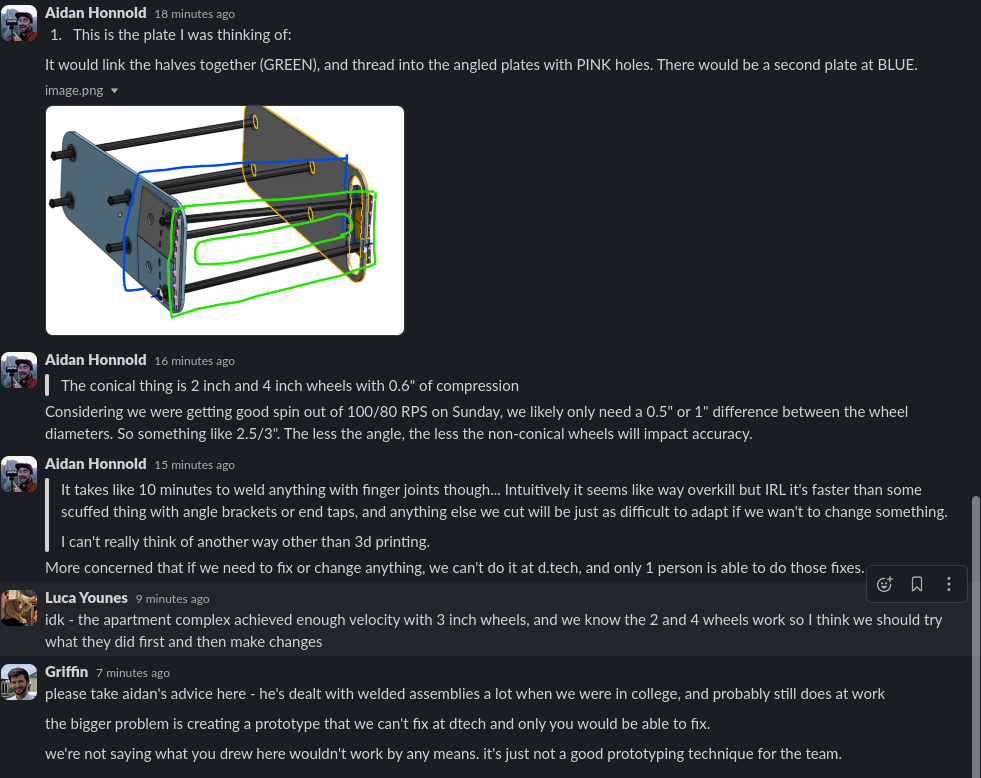 Aidan Honnold 18 minutes ago
1. This is the plate I was thinking of:
It would link the halves together (GREEN), and thread into the angled plates with PINK holes. There would be a second plate at BLUE.
image.png
Aidan Honnold 16 minutes ago
The conical thing is 2 inch and 4 inch wheels with 0.6" of compression
Considering we were getting good spin out of 100/80 RPS on Sunday, we likely only need a 0.5" or 1" difference between the wheel
diameters. So something like 2.5/3". The less the angle, the less the non-conical wheels will impact accuracy.
Aidan Honnold 15 minutes ago
It takes like 10 minutes to weld anything with finger joints though... Intuitively it seems like way overkill but IRL it's faster than some
scuffed thing with angle brackets or end taps, and anything else we cut will be just as difficult to adapt if we wan't to change something.
I can't really think of another way other than 3d printing.
More concerned that if we need to fix or change anything, we can't do it at d.tech, and only 1 person is able to do those fixes.
Luca Younes 9 minutes ago
idk - the apartment complex achieved enough velocity with 3 inch wheels, and we know the 2 and 4 wheels work so I think we should try
what they did first and then make changes
Griffin 7 minutes ago
please take aidan's advice here - he's dealt with welded assemblies a lot when we were in college, and probably still does at work
the bigger problem is creating a prototype that we can't fix at dtech and only you would be able to fix.
we're not saying what you drew here wouldn't work by any means. it's just not a good prototyping technique for the team.